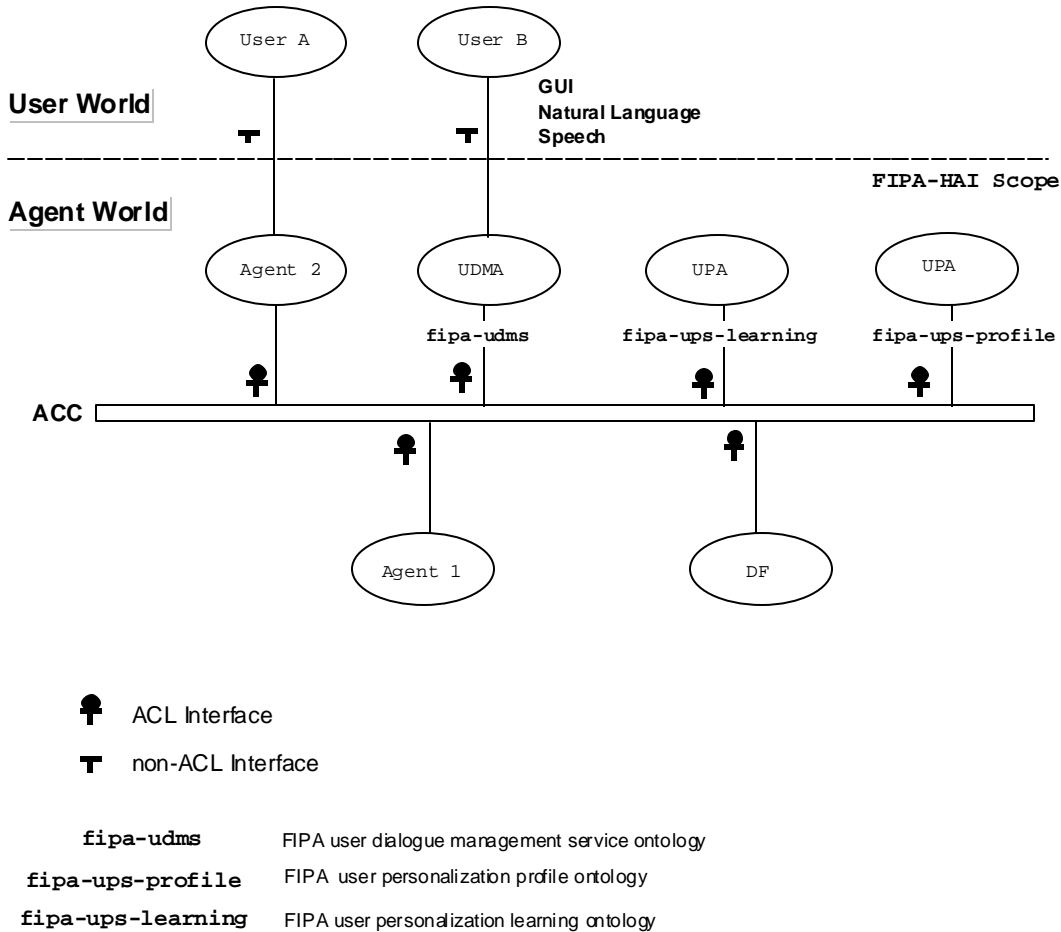 User A
User B
GUI
Natural Language
Speech
User World
FIPA-HAI Scope
Agent World
Agent 2
UDMA
UPA
UPA
fipa-udms
fipa-ups-learning
fipa-ups-profile
ACC
Agent 1
DF
ACL Interface
non-ACL Interface
fipa-udms FIPA user dialogue management service ontology
fipa-ups-profile FIPA user personalization profile ontology
fipa-ups-learning FIPA user personalization learning ontology